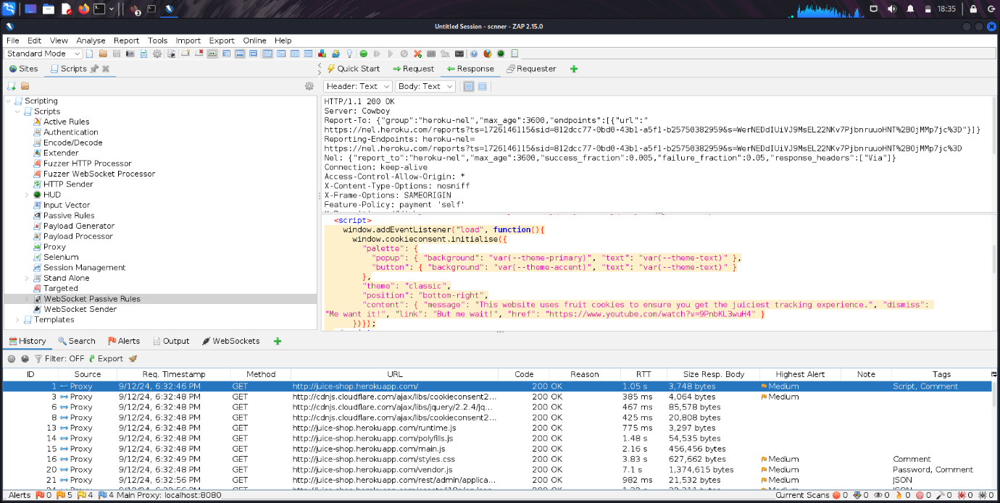 3
18:35
Untitled Session - scnner - ZAP 2.15.0
File Edit View Analyse Report Tools Import Export Online Help
Standard Mode
Sites Scripts
Quick Start Request Response Requester
Header: Text Body: Text
Scripting
Scripts
Active Rules
Authentication
Encode/Decode
Extender
Fuzzer HTTP Processor
Fuzzer WebSocket Processor
HTTP Sender
HUD
Input Vector
Passive Rules
Payload Generator
Payload Processor
Proxy
Selenium
Session Management
Stand Alone
Targeted
WebSocket Passive Rules
WebSocket Sender
Templates
HTTP/1.1 200 OK
Server: Cowboy
Report-To: {"group":"heroku-nel","max_age":3600,"endpoints":[{"url":"
https://nel.heroku.com/reports?ts=1726146115&sid=812dcc77-0bd0-43b1-a5f1-b25750382959&s=WerNEDdIUiVJ9MsEL22NKv7PjbnruuoHNT%2BOjMMp7jc%3D"}]}
Reporting-Endpoints: heroku-nel=
https://nel.heroku.com/reports?ts=1726146115&sid=812dcc77-0bd0-43b1-a5f1-b25750382959&s=WerNEDdIUiVJ9MsEL22NKv7PjbnruuoHNT%2BOjMMp7jc%3D
Nel: {"report_to":"heroku-nel","max_age":3600,"success_fraction":0.005,"failure_fraction":0.05,"response_headers":["Via"]}
Connection: keep-alive
Access-Control-Allow-Origin: *
X-Content-Type-Options: nosniff
X-Frame-Options: SAMEORIGIN
Feature-Policy: payment 'self'
<script>
window.addEventListener("load", function(){
window.cookieconsent.initialise({
"palette": {
"popup": { "background": "var(--theme-primary)", "text": "var(--theme-text)" },
"button": { "background": "var(--theme-accent)", "text": "var(--theme-text)" }
},
"theme": "classic",
"position": "bottom-right",
"content": { "message": "This website uses fruit cookies to ensure you get the juiciest tracking experience.", "dismiss":
"Me want it!", "link": "But me wait!", "href": "https://www.youtube.com/watch?v=9PnbKL3wuH4" }
})});
History Search Alerts Output WebSockets
Filter: OFF Export
ID Source Req. Timestamp Method URL Code Reason RTT Size Resp. Body Highest Alert Note Tags
1 Proxy 9/12/24, 6:32:46 PM GET http://juice-shop.herokuapp.com/ 200 OK 1.05 s 3,748 bytes Medium Script, Comment
3 Proxy 9/12/24, 6:32:48 PM GET http://cdnjs.cloudflare.com/ajax/libs/cookieconsent2... 200 OK 385 ms 4,064 bytes Medium
6 Proxy 9/12/24, 6:32:48 PM GET http://cdnjs.cloudflare.com/ajax/libs/jquery/2.2.4/jq... 200 OK 467 ms 85,578 bytes
8 Proxy 9/12/24, 6:32:48 PM GET http://cdnjs.cloudflare.com/ajax/libs/cookieconsent2... 200 OK 425 ms 20,808 bytes
13 Proxy 9/12/24, 6:32:48 PM GET http://juice-shop.herokuapp.com/runtime.js 200 OK 775 ms 3,297 bytes
14 Proxy 9/12/24, 6:32:48 PM GET http://juice-shop.herokuapp.com/polyfills.js 200 OK 1.48 s 54,535 bytes
15 Proxy 9/12/24, 6:32:48 PM GET http://juice-shop.herokuapp.com/main.js 200 OK 2.16 s 456,456 bytes
16 Proxy 9/12/24, 6:32:49 PM GET http://juice-shop.herokuapp.com/styles.css 200 OK 3.83 s 627,662 bytes Medium Comment
20 Proxy 9/12/24, 6:32:48 PM GET http://juice-shop.herokuapp.com/vendor.js 200 OK 7.1 s 1,374,615 bytes Medium Password, Comment
21 Proxy 9/12/24, 6:32:56 PM GET http://juice-shop.herokuapp.com/rest/admin/applica... 200 OK 982 ms 21,532 bytes Medium JSON
Alerts 0 5 4 4 Main Proxy: localhost:8080 Current Scans 0 0 0 0 0 0 0 0